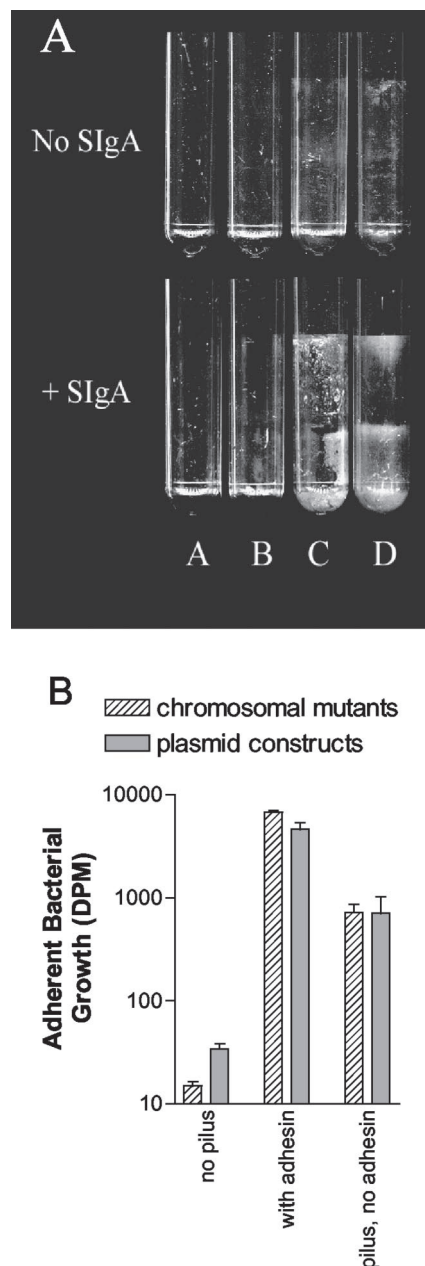 A
No SIgA
+ SIgA
A B C D
B
chromosomal mutants
plasmid constructs
Adherent Bacterial
Growth (DPM)
10000
1000
100
10
no pilus
with adhesin
pilus, no adhesin